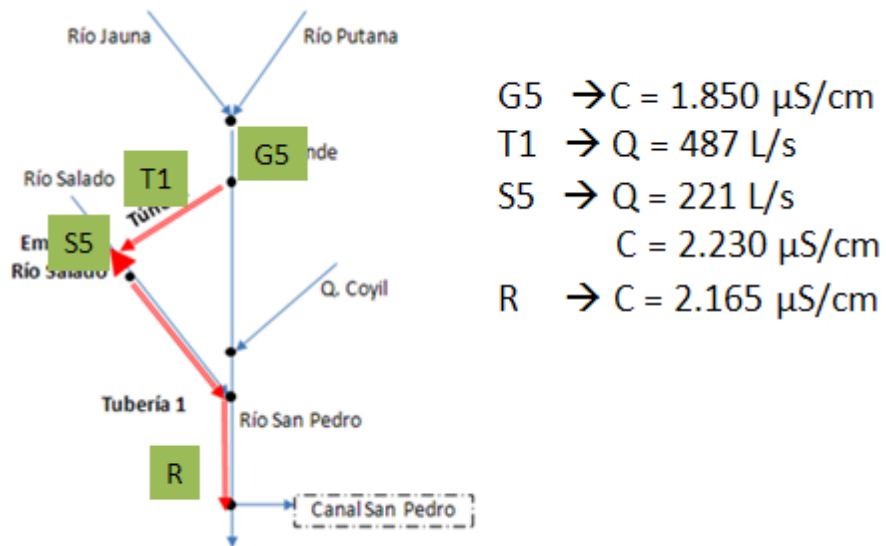 Río Jauna
Río Putana
G5
nde
Río Salado
T1
Tún
Em
S5
Río Salado
Q. Coyil
Tubería 1
Río San Pedro
R
Canal San Pedro
G5 → C = 1.850 µS/cm
T1 → Q = 487 L/s
S5 → Q = 221 L/s
C = 2.230 µS/cm
R → C = 2.165 µS/cm